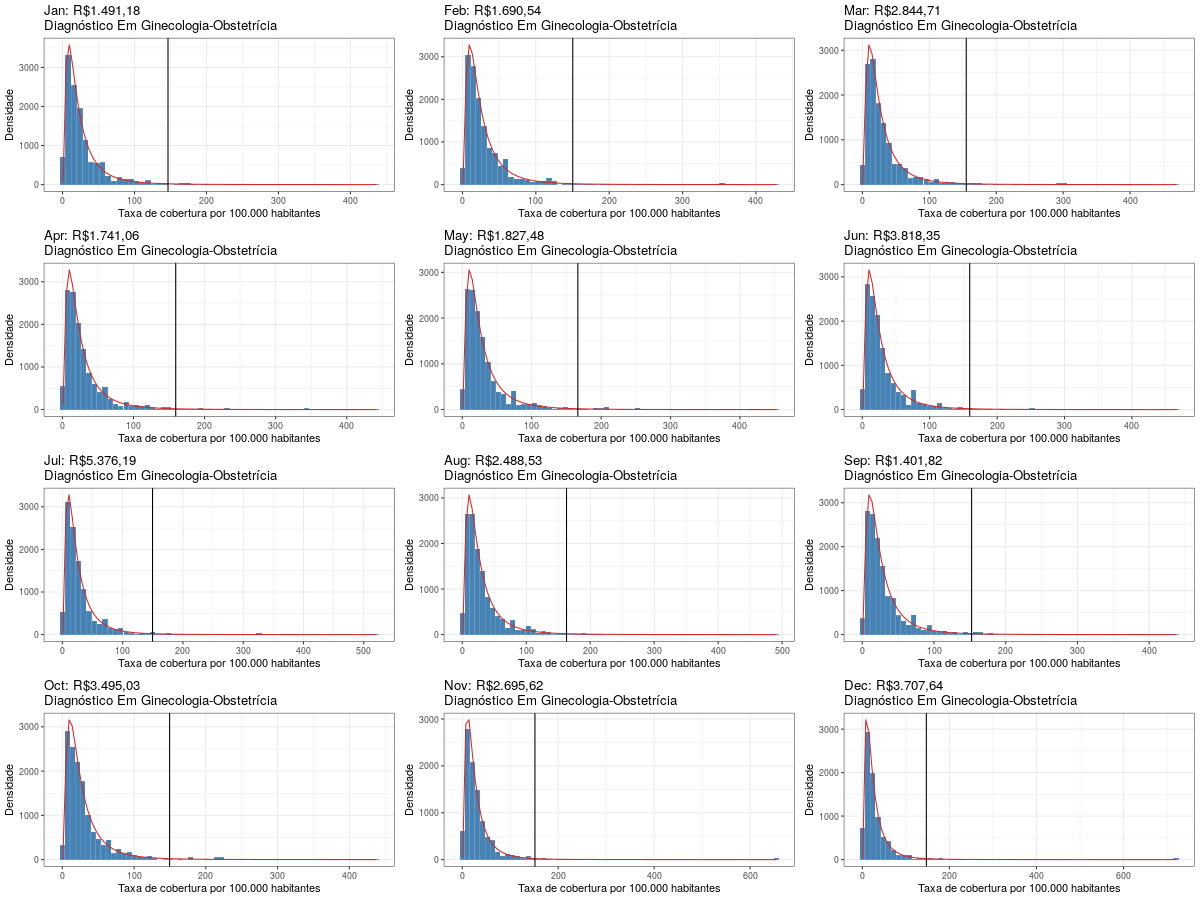 Jan: R$1.491,18
Diagnóstico Em Ginecologia-Obstetrícia
Densidade
3000
2000
1000
0
0 100 200 300 400
Taxa de cobertura por 100.000 habitantes
Feb: R$1.690,54
Diagnóstico Em Ginecologia-Obstetrícia
Densidade
3000
2000
1000
0
0 100 200 300 400
Taxa de cobertura por 100.000 habitantes
Mar: R$2.844,71
Diagnóstico Em Ginecologia-Obstetrícia
Densidade
3000
2000
1000
0
0 100 200 300 400
Taxa de cobertura por 100.000 habitantes
Apr: R$1.741,06
Diagnóstico Em Ginecologia-Obstetrícia
Densidade
3000
2000
1000
0
0 100 200 300 400
Taxa de cobertura por 100.000 habitantes
May: R$1.827,48
Diagnóstico Em Ginecologia-Obstetrícia
Densidade
3000
2000
1000
0
0 100 200 300 400
Taxa de cobertura por 100.000 habitantes
Jun: R$3.818,35
Diagnóstico Em Ginecologia-Obstetrícia
Densidade
3000
2000
1000
0
0 100 200 300 400
Taxa de cobertura por 100.000 habitantes
Jul: R$5.376,19
Diagnóstico Em Ginecologia-Obstetrícia
Densidade
3000
2000
1000
0
0 100 200 300 400 500
Taxa de cobertura por 100.000 habitantes
Aug: R$2.488,53
Diagnóstico Em Ginecologia-Obstetrícia
Densidade
3000
2000
1000
0
0 100 200 300 400 500
Taxa de cobertura por 100.000 habitantes
Sep: R$1.401,82
Diagnóstico Em Ginecologia-Obstetrícia
Densidade
3000
2000
1000
0
0 100 200 300 400
Taxa de cobertura por 100.000 habitantes
Oct: R$3.495,03
Diagnóstico Em Ginecologia-Obstetrícia
Densidade
3000
2000
1000
0
0 100 200 300 400
Taxa de cobertura por 100.000 habitantes
Nov: R$2.695,62
Diagnóstico Em Ginecologia-Obstetrícia
Densidade
3000
2000
1000
0
0 200 400 600
Taxa de cobertura por 100.000 habitantes
Dec: R$3.707,64
Diagnóstico Em Ginecologia-Obstetrícia
Densidade
3000
2000
1000
0
0 200 400 600
Taxa de cobertura por 100.000 habitantes